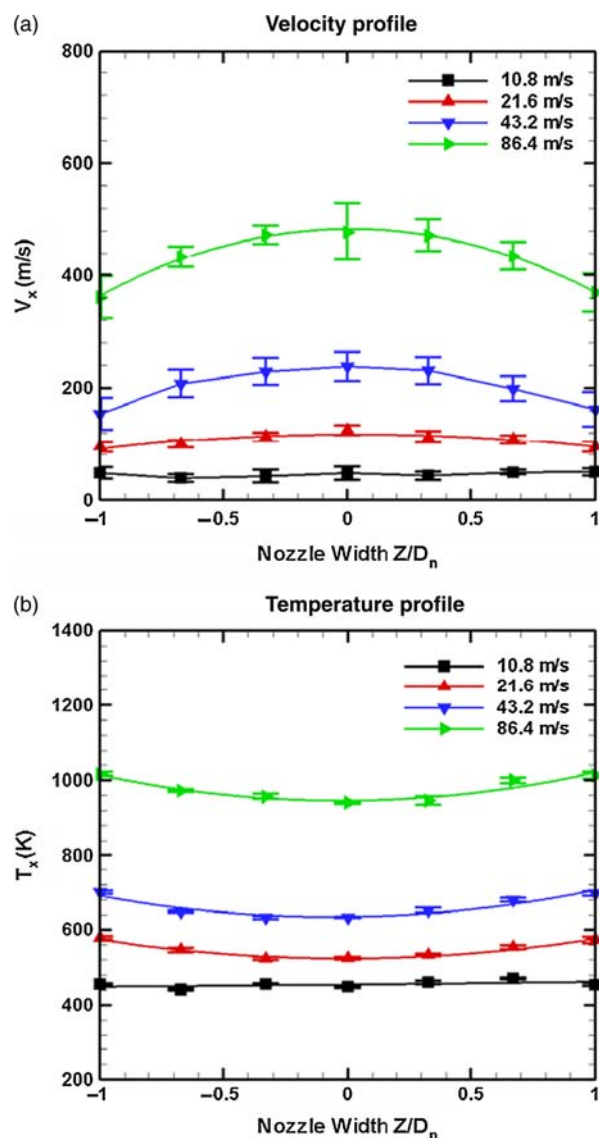 (a)
Velocity profile
800
10.8 m/s
21.6 m/s
43.2 m/s
86.4 m/s
600
400
200
0
Vx (m/s)
−1
−0.5
0
0.5
1
Nozzle Width Z/Dn
(b)
Temperature profile
1400
10.8 m/s
21.6 m/s
43.2 m/s
86.4 m/s
1200
1000
800
600
400
200
Tx(K)
−1
−0.5
0
0.5
1
Nozzle Width Z/Dn